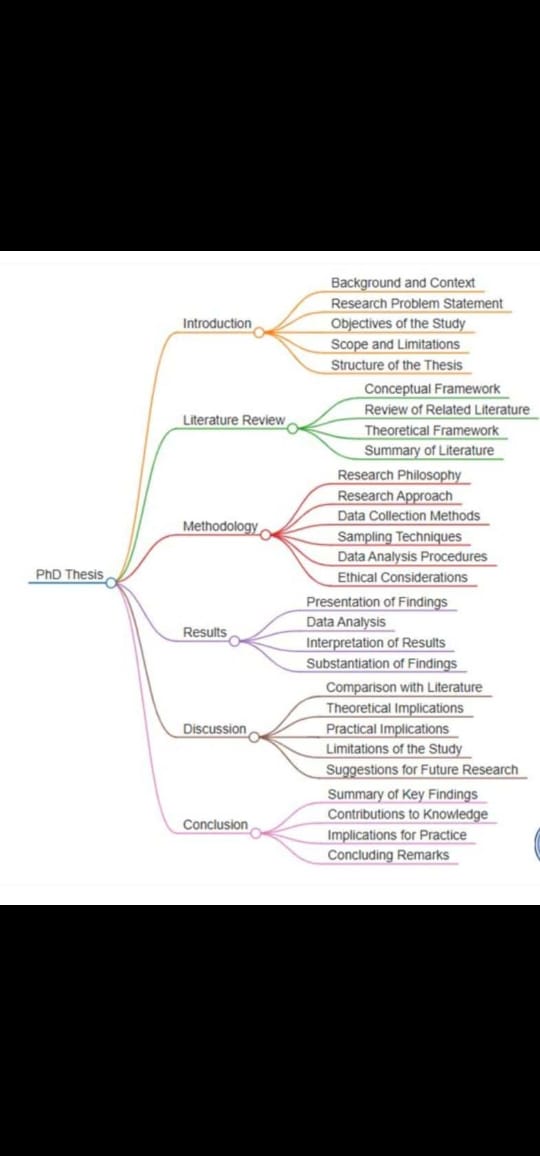 PhD Thesis
Introduction
Background and Context
Research Problem Statement
Objectives of the Study
Scope and Limitations
Structure of the Thesis
Literature Review
Conceptual Framework
Review of Related Literature
Theoretical Framework
Summary of Literature
Methodology
Research Philosophy
Research Approach
Data Collection Methods
Sampling Techniques
Data Analysis Procedures
Ethical Considerations
Results
Presentation of Findings
Data Analysis
Interpretation of Results
Substantiation of Findings
Discussion
Comparison with Literature
Theoretical Implications
Practical Implications
Limitations of the Study
Suggestions for Future Research
Conclusion
Summary of Key Findings
Contributions to Knowledge
Implications for Practice
Concluding Remarks